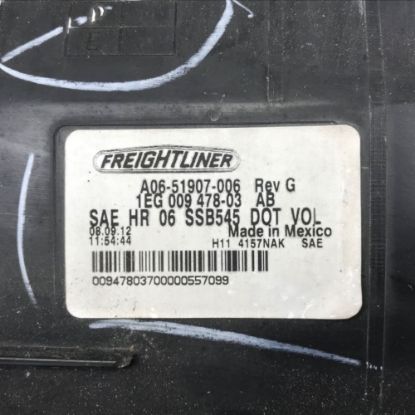 FREIGHTLINER
A06-51907-006 Rev G
1EG 009 478-03 AB
SAE HR 06 SSB545 DOT VOL
08.09.12 Made in Mexico
11:54:44 H11 4157NAK SAE
00947803700000557099